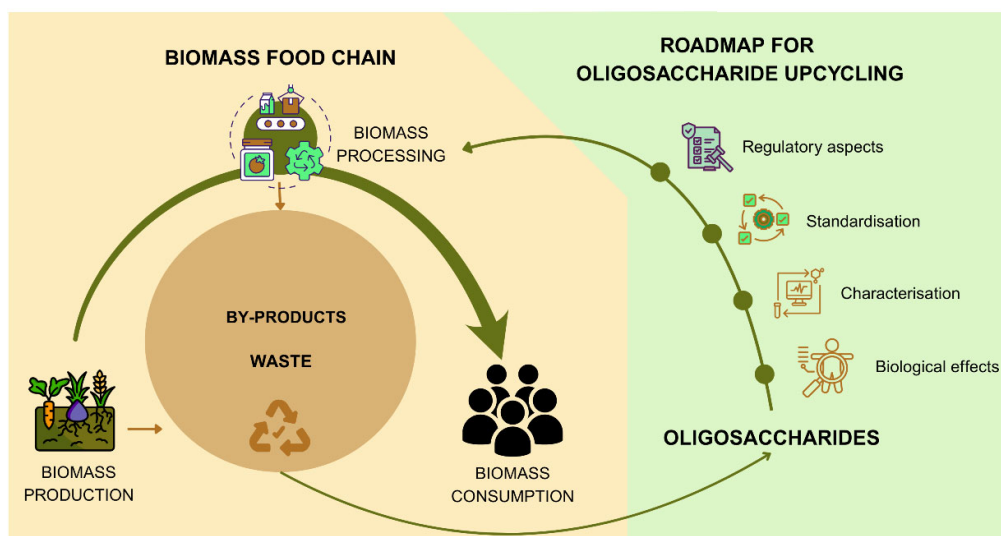 BIOMASS FOOD CHAIN
BIOMASS
PROCESSING
BY-PRODUCTS
WASTE
BIOMASS
PRODUCTION
BIOMASS
CONSUMPTION
ROADMAP FOR
OLIGOSACCHARIDE UPCYCLING
Regulatory aspects
Standardisation
Characterisation
Biological effects
OLIGOSACCHARIDES